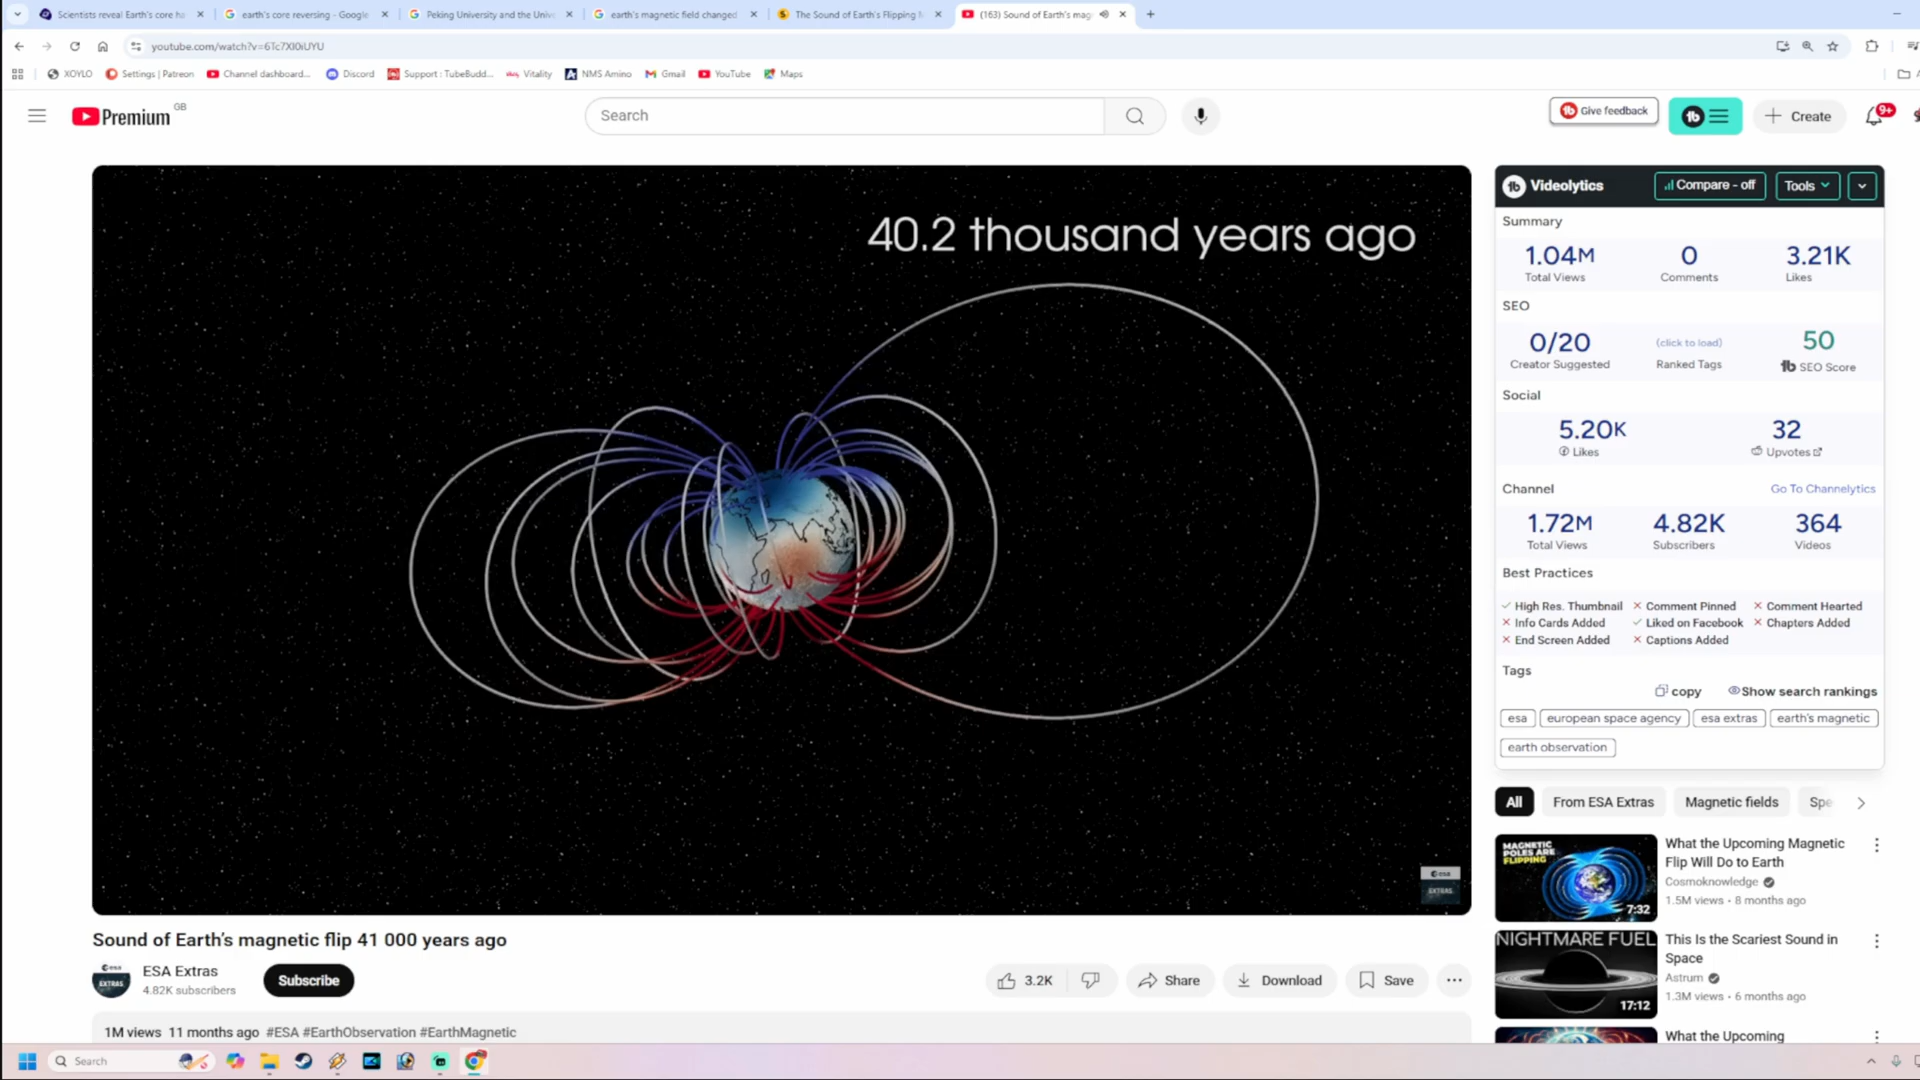 Scientists reveal Earth's core ha
earth's core reversing - Google
Peking University and the Unive
earth's magnetic field changed
The Sound of Earth's Flipping
(163) Sound of Earth's mag
youtube.com/watch?v=6Tc7Xl0iUYU
XOYLO
Settings | Patreon
Channel dashboard...
Discord
Support : TubeBudd...
Vitality
NMS Amino
Gmail
YouTube
Maps
Premium GB
Search
Give feedback
Create
9+
40.2 thousand years ago
esa
EXTRAS
Videolytics
Compare - off
Tools
Summary
1.04M 0 3.21K
Total Views Comments Likes
SEO
0/20 (click to load) 50
Creator Suggested Ranked Tags SEO Score
Social
5.20K 32
Likes Upvotes
Channel Go To Channelytics
1.72M 4.82K 364
Total Views Subscribers Videos
Best Practices
High Res. Thumbnail Comment Pinned Comment Hearted
Info Cards Added Liked on Facebook Chapters Added
End Screen Added Captions Added
Tags
copy Show search rankings
esa european space agency esa extras earth's magnetic
earth observation
All From ESA Extras Magnetic fields Spe
MAGNETIC
POLES ARE
FLIPPING
7:32
What the Upcoming Magnetic
Flip Will Do to Earth
Cosmoknowledge
1.5M views • 8 months ago
NIGHTMARE FUEL
17:12
This Is the Scariest Sound in
Space
Astrum
1.3M views • 6 months ago
What the Upcoming
Sound of Earth's magnetic flip 41 000 years ago
esa
EXTRAS
ESA Extras
4.82K subscribers
Subscribe
3.2K
Share
Download
Save
1M views 11 months ago #ESA #EarthObservation #EarthMagnetic
Search